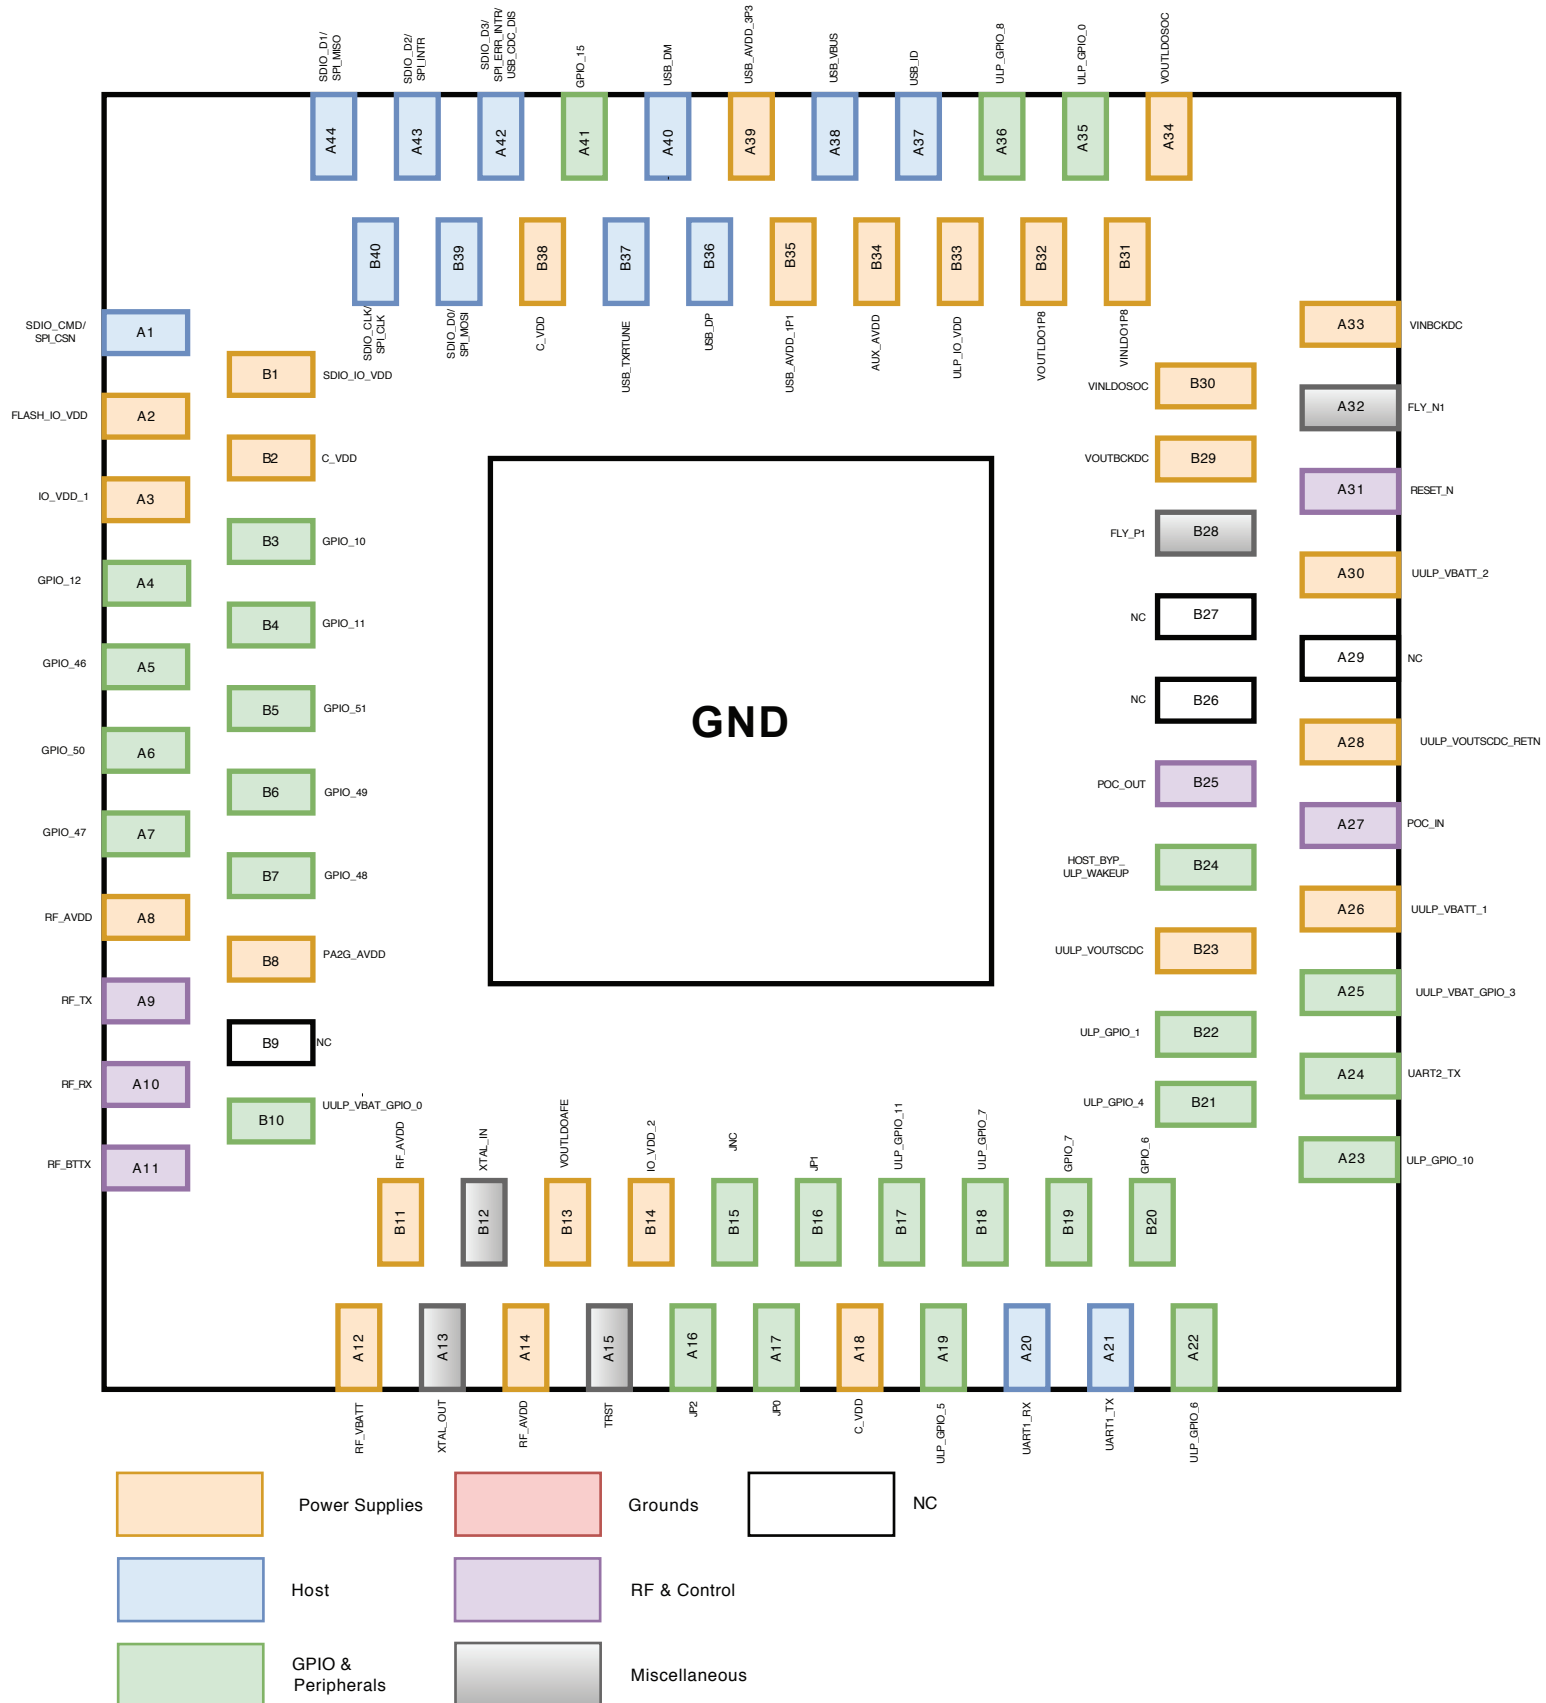 SDIO_D1/
SPI_MISO
SDIO_D2/
SPI_INTR
SDIO_D3/
SPI_ERR_INTR/
USB_CDC_DIS
GPIO_15
USB_DM
USB_AVDD_3P3
USB_VBUS
USB_ID
ULP_GPIO_8
ULP_GPIO_0
VOUTLDOSOC
A44
A43
A42
A41
A40
A39
A38
A37
A36
A35
A34
B40
B39
B38
B37
B36
B35
B34
B33
B32
B31
SDIO_CLK/
SPI_CLK
SDIO_D0/
SPI_MOSI
C_VDD
USB_TXRTUNE
USB_DP
USB_AVDD_1P1
AUX_AVDD
ULP_IO_VDD
VOUTLDO1P8
VINLDO1P8
SDIO_CMD/
SPI_CSN
A1
FLASH_IO_VDD
A2
IO_VDD_1
A3
GPIO_12
A4
GPIO_46
A5
GPIO_50
A6
GPIO_47
A7
RF_AVDD
A8
RF_TX
A9
RF_RX
A10
RF_BTTX
A11
B1
SDIO_IO_VDD
B2
C_VDD
B3
GPIO_10
B4
GPIO_11
B5
GPIO_51
B6
GPIO_49
B7
GPIO_48
B8
PA2G_AVDD
B9
NC
B10
UULP_VBAT_GPIO_0
GND
VINLDOSOC
B30
VOUTBCKDC
B29
FLY_P1
B28
NC
B27
NC
B26
POC_OUT
B25
HOST_BYP_
ULP_WAKEUP
B24
UULP_VOUTSCDC
B23
ULP_GPIO_1
B22
ULP_GPIO_4
B21
A33
VINBCKDC
A32
FLY_N1
A31
RESET_N
A30
UULP_VBATT_2
A29
NC
A28
UULP_VOUTSCDC_RETN
A27
POC_IN
A26
UULP_VBATT_1
A25
UULP_VBAT_GPIO_3
A24
UART2_TX
A23
ULP_GPIO_10
RF_AVDD
XTAL_IN
VOUTLDOAFE
IO_VDD_2
JNC
JP1
ULP_GPIO_11
ULP_GPIO_7
GPIO_7
GPIO_6
B11
B12
B13
B14
B15
B16
B17
B18
B19
B20
A12
A13
A14
A15
A16
A17
A18
A19
A20
A21
A22
RF_VBATT
XTAL_OUT
RF_AVDD
TRST
JP2
JP0
C_VDD
ULP_GPIO_5
UART1_RX
UART1_TX
ULP_GPIO_6
Power Supplies
Grounds
NC
Host
RF & Control
GPIO &
Peripherals
Miscellaneous